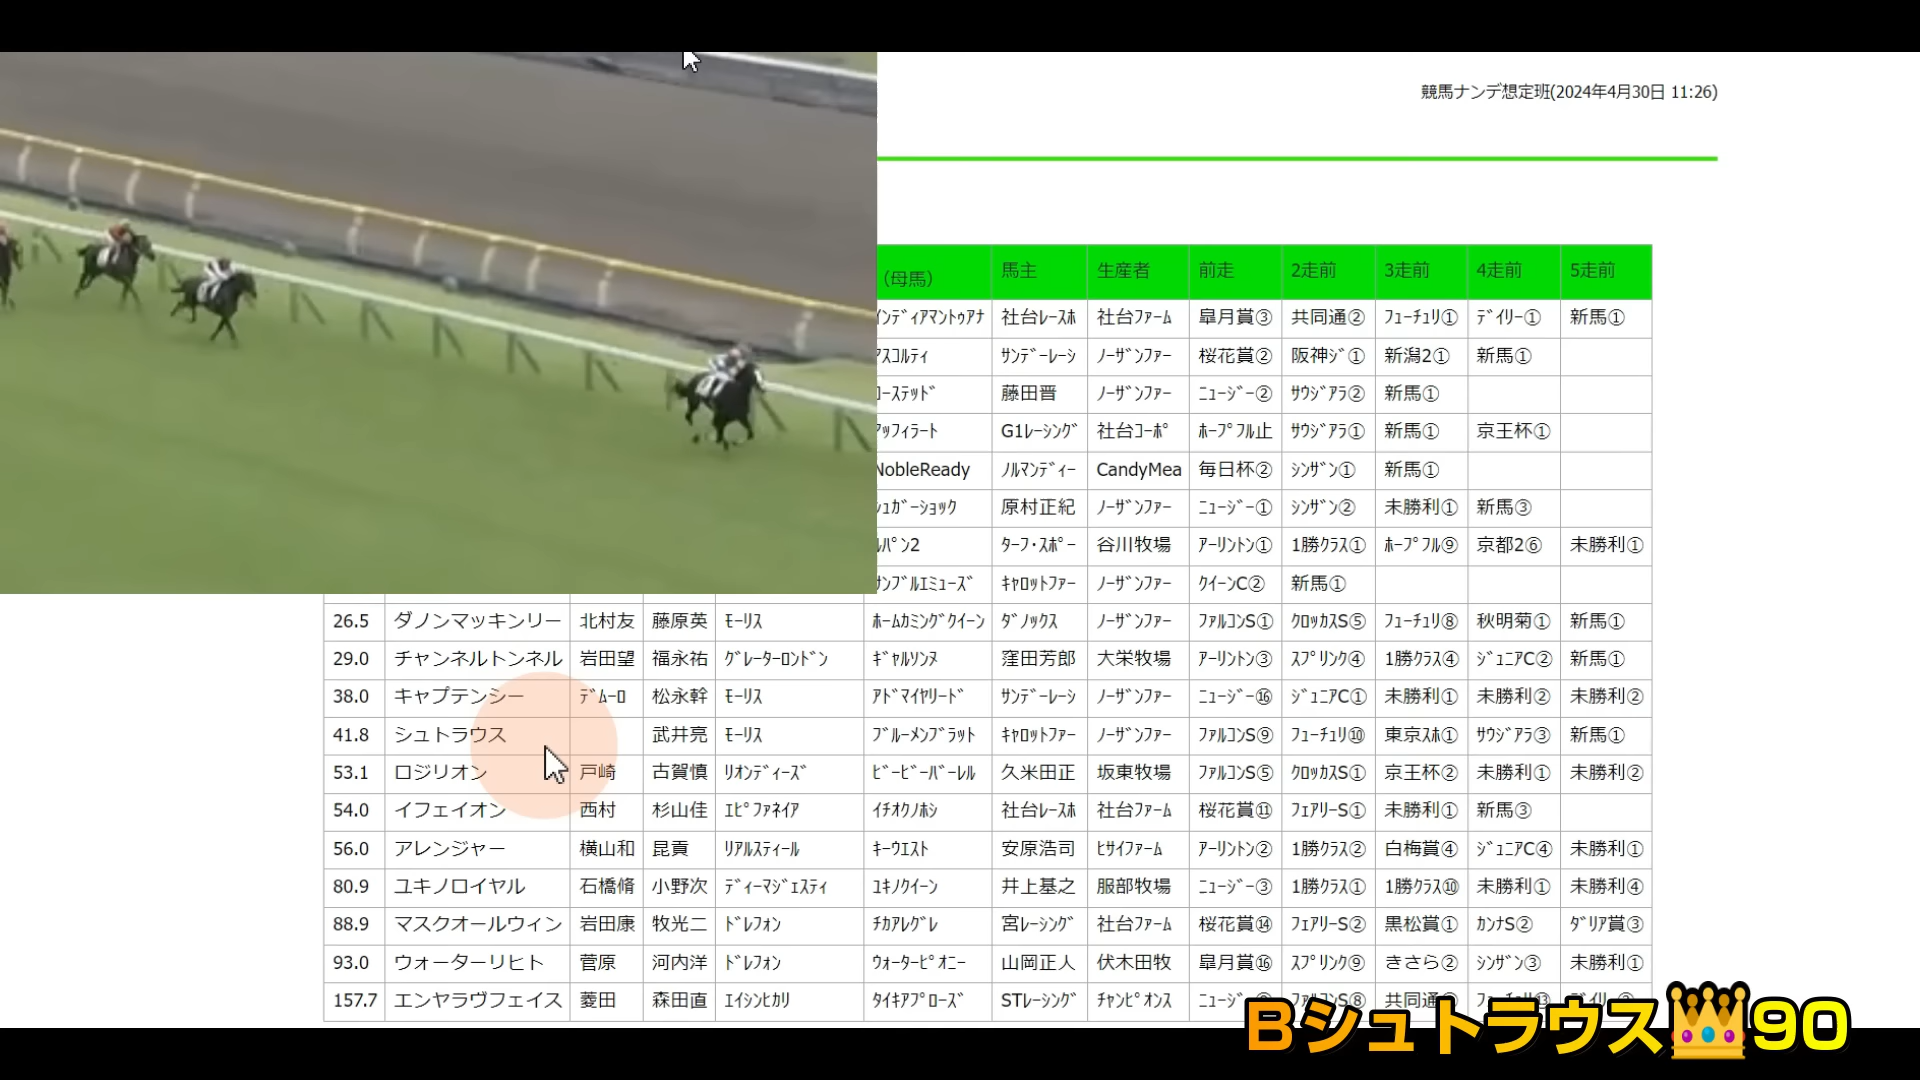 競馬ナンデ想定班(2024年4月30日 11:26)
（母馬） 馬主 生産者 前走 2走前 3走前 4走前 5走前
ｲﾝﾃﾞｨｱﾏﾝﾄｩｱﾅ 社台ﾚｰｽﾎ 社台ﾌｧｰﾑ 皐月賞③ 共同通② ﾌｭｰﾁｭﾘ① ﾃﾞｲﾘｰ① 新馬①
ｱｽｺﾙﾃｨ ｻﾝﾃﾞｰﾚｰｼ ﾉｰｻﾞﾝﾌｧｰ 桜花賞② 阪神ｼﾞ① 新潟2① 新馬①
ﾛｰｽﾃｯﾄﾞ 藤田晋 ﾉｰｻﾞﾝﾌｧｰ ﾆｭｰｼﾞｰ② ｻｳｼﾞｱﾗ② 新馬①
ｱｯﾌｨﾗｰﾄ G1ﾚｰｼﾝｸﾞ 社台ｺｰﾎﾟ ﾎｰﾌﾟﾌﾙ止 ｻｳｼﾞｱﾗ① 新馬① 京王杯①
NobleReady ﾉﾙﾏﾝﾃﾞｨｰ CandyMea 毎日杯② ｼﾝｻﾞﾝ① 新馬①
ｼｭｶﾞｰｼｮｯｸ 原村正紀 ﾉｰｻﾞﾝﾌｧｰ ﾆｭｰｼﾞｰ① ｼﾝｻﾞﾝ② 未勝利① 新馬③
ﾙﾊﾟﾝ2 ﾀｰﾌ･ｽﾎﾟｰ 谷川牧場 ｱｰﾘﾝﾄﾝ① 1勝ｸﾗｽ① ﾎｰﾌﾟﾌﾙ⑨ 京都2⑥ 未勝利①
ｻﾝﾌﾞﾙｴﾐｭｰｽﾞ ｷｬﾛｯﾄﾌｧｰ ﾉｰｻﾞﾝﾌｧｰ ｸｲｰﾝC② 新馬①
26.5 ダノンマッキンリー 北村友 藤原英 ﾓｰﾘｽ ﾎｰﾑｶﾐﾝｸﾞｸｲｰﾝ ﾀﾞﾉｯｸｽ ﾉｰｻﾞﾝﾌｧｰ ﾌｧﾙｺﾝS① ｸﾛｯｶｽS⑤ ﾌｭｰﾁｭﾘ⑧ 秋明菊① 新馬①
29.0 チャンネルトンネル 岩田望 福永祐 ｸﾞﾚｰﾀｰﾛﾝﾄﾞﾝ ｷﾞｬﾙｿﾝﾇ 窪田芳郎 大栄牧場 ｱｰﾘﾝﾄﾝ③ ｽﾌﾟﾘﾝｸ④ 1勝ｸﾗｽ④ ｼﾞｭﾆｱC② 新馬①
38.0 キャプテンシー ﾃﾞﾑｰﾛ 松永幹 ﾓｰﾘｽ ｱﾄﾞﾏｲﾔﾘｰﾄﾞ ｻﾝﾃﾞｰﾚｰｼ ﾉｰｻﾞﾝﾌｧｰ ﾆｭｰｼﾞｰ⑯ ｼﾞｭﾆｱC① 未勝利① 未勝利② 未勝利②
41.8 シュトラウス 武井亮 ﾓｰﾘｽ ﾌﾞﾙｰﾒﾝﾌﾞﾗｯﾄ ｷｬﾛｯﾄﾌｧｰ ﾉｰｻﾞﾝﾌｧｰ ﾌｧﾙｺﾝS⑨ ﾌｭｰﾁｭﾘ⑩ 東京ｽﾎ① ｻｳｼﾞｱﾗ③ 新馬①
53.1 ロジリオン 戸崎 古賀慎 ﾘｵﾝﾃﾞｨｰｽﾞ ﾋﾞｰﾋﾞｰﾊﾞｰﾚﾙ 久米田正 坂東牧場 ﾌｧﾙｺﾝS⑤ ｸﾛｯｶｽS① 京王杯② 未勝利① 未勝利②
54.0 イフェイオン 西村 杉山佳 ｴﾋﾟﾌｧﾈｲｱ ｲﾁｵｸﾉﾎｼ 社台ﾚｰｽﾎ 社台ﾌｧｰﾑ 桜花賞⑪ ﾌｪｱﾘｰS① 未勝利① 新馬③
56.0 アレンジャー 横山和 昆貢 ﾘｱﾙｽﾃｨｰﾙ ｷｰｳｴｽﾄ 安原浩司 ﾋｻｲﾌｧｰﾑ ｱｰﾘﾝﾄﾝ② 1勝ｸﾗｽ② 白梅賞④ ｼﾞｭﾆｱC④ 未勝利①
80.9 ユキノロイヤル 石橋脩 小野次 ﾃﾞｨｰﾏｼﾞｪｽﾃｨ ﾕｷﾉｸｲｰﾝ 井上基之 服部牧場 ﾆｭｰｼﾞｰ③ 1勝ｸﾗｽ① 1勝ｸﾗｽ⑩ 未勝利① 未勝利④
88.9 マスクオールウィン 岩田康 牧光二 ﾄﾞﾚﾌｫﾝ ﾁｶｱﾚｸﾞﾚ 宮ﾚｰｼﾝｸﾞ 社台ﾌｧｰﾑ 桜花賞⑭ ﾌｪｱﾘｰS② 黒松賞① ｶﾝﾅS② ﾀﾞﾘｱ賞③
93.0 ウォーターリヒト 菅原 河内洋 ﾄﾞﾚﾌｫﾝ ｳｫｰﾀｰﾋﾟｵﾆｰ 山岡正人 伏木田牧 皐月賞⑯ ｽﾌﾟﾘﾝｸ⑨ きさら② ｼﾝｻﾞﾝ③ 未勝利①
157.7 エンヤラヴフェイス 菱田 森田直 ｴｲｼﾝﾋｶﾘ ﾀｲｷｱﾌﾟﾛｰｽﾞ STﾚｰｼﾝｸﾞ ﾁｬﾝﾋﾟｵﾝｽ ﾌｧﾙｺﾝS⑧ 共同通
Bシュトラウス👑90